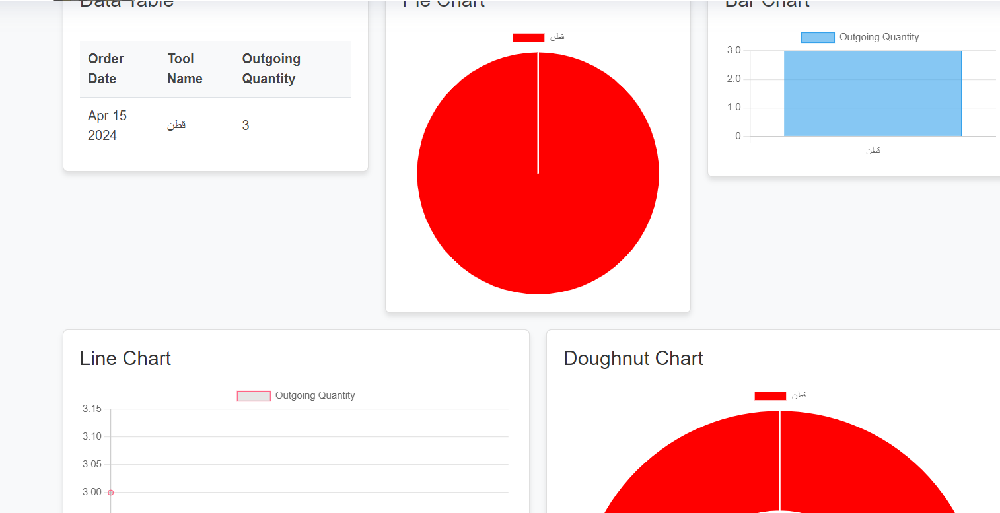 Data Table
Order Date
Tool Name
Outgoing Quantity
Apr 15 2024
قطن
3
Pie Chart
قطن
Bar Chart
Outgoing Quantity
3.0
2.0
1.0
0
قطن
Line Chart
Outgoing Quantity
3.15
3.10
3.05
3.00
Doughnut Chart
قطن